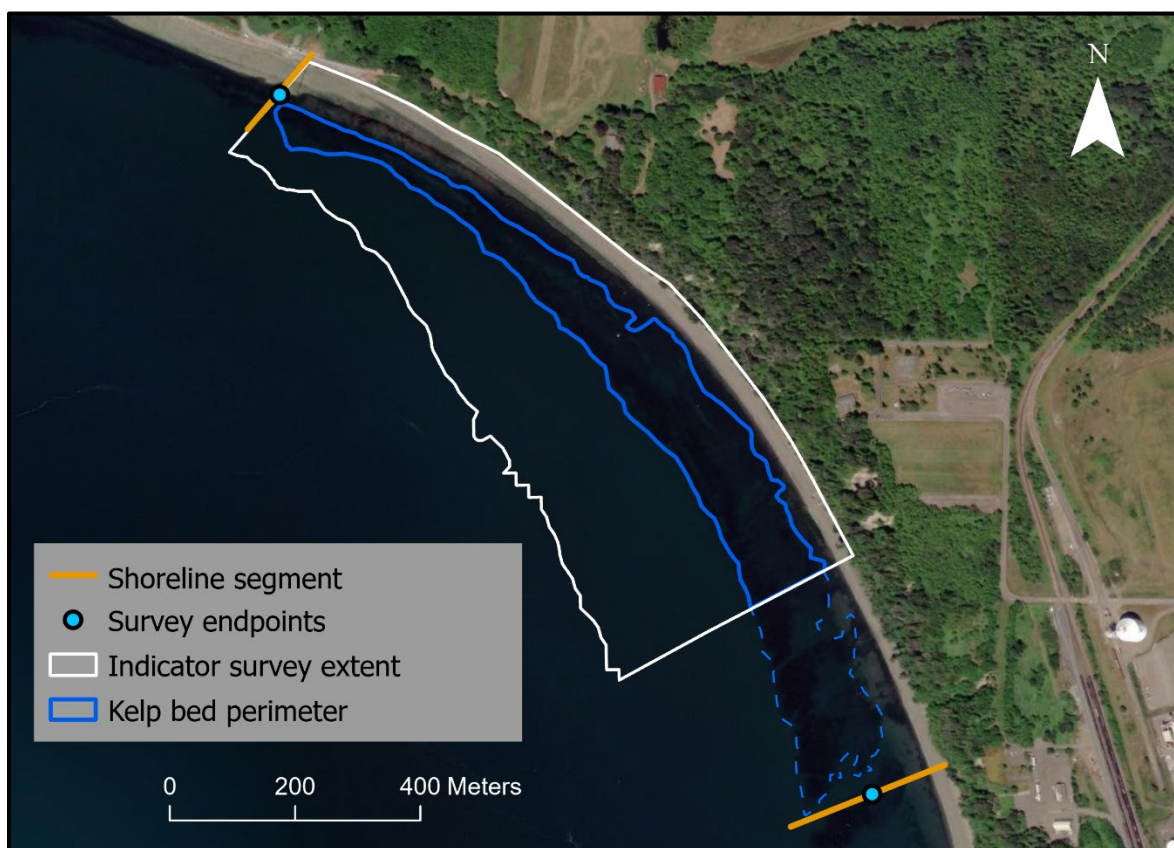 N
Shoreline segment
Survey endpoints
Indicator survey extent
Kelp bed perimeter
0 200 400 Meters